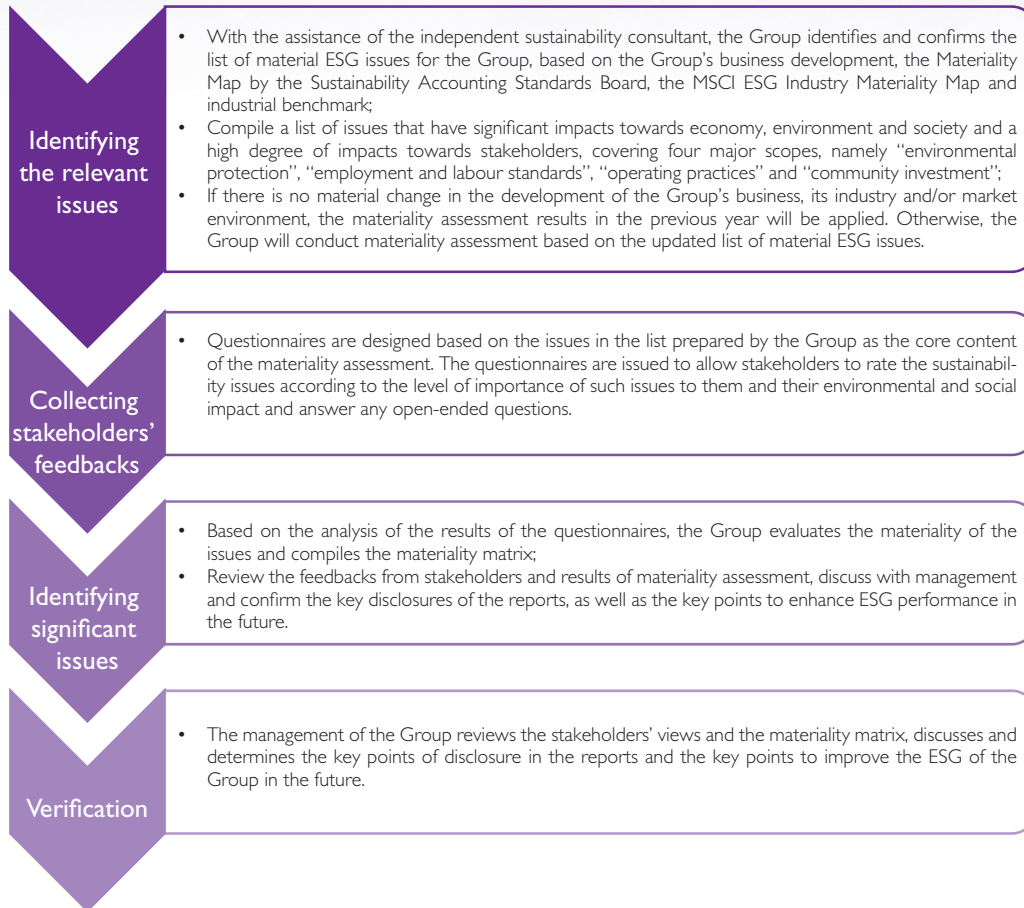 Identifying
the relevant
issues
• With the assistance of the independent sustainability consultant, the Group identifies and confirms the
list of material ESG issues for the Group, based on the Group's business development, the Materiality
Map by the Sustainability Accounting Standards Board, the MSCI ESG Industry Materiality Map and
industrial benchmark;
• Compile a list of issues that have significant impacts towards economy, environment and society and a
high degree of impacts towards stakeholders, covering four major scopes, namely “environmental
protection”, “employment and labour standards”, “operating practices” and “community investment”;
• If there is no material change in the development of the Group's business, its industry and/or market
environment, the materiality assessment results in the previous year will be applied. Otherwise, the
Group will conduct materiality assessment based on the updated list of material ESG issues.
Collecting
stakeholders'
feedbacks
• Questionnaires are designed based on the issues in the list prepared by the Group as the core content
of the materiality assessment. The questionnaires are issued to allow stakeholders to rate the sustainabil-
ity issues according to the level of importance of such issues to them and their environmental and social
impact and answer any open-ended questions.
Identifying
significant
issues
• Based on the analysis of the results of the questionnaires, the Group evaluates the materiality of the
issues and compiles the materiality matrix;
• Review the feedbacks from stakeholders and results of materiality assessment, discuss with management
and confirm the key disclosures of the reports, as well as the key points to enhance ESG performance in
the future.
Verification
• The management of the Group reviews the stakeholders' views and the materiality matrix, discusses and
determines the key points of disclosure in the reports and the key points to improve the ESG of the
Group in the future.